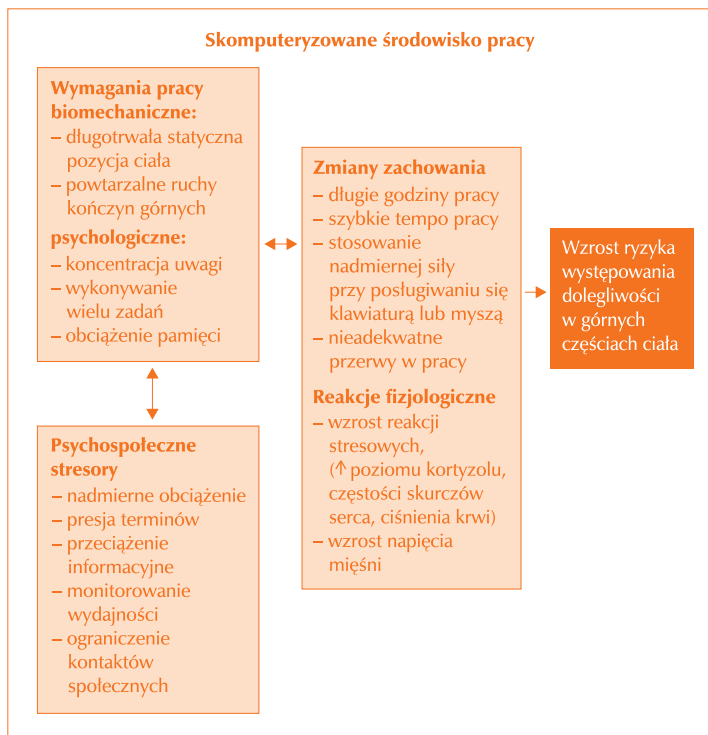 Skomputeryzowane środowisko pracy
Wymagania pracy
biomechaniczne:
– długotrwała statyczna
pozycja ciała
– powtarzalne ruchy
kończyn górnych
psychologiczne:
– koncentracja uwagi
– wykonywanie
wielu zadań
– obciążenie pamięci
Psychospołeczne
stresory
– nadmierne obciążenie
– presja terminów
– przeciążenie
informacyjne
– monitorowanie
wydajności
– ograniczenie
kontaktów
społecznych
Zmiany zachowania
– długie godziny pracy
– szybkie tempo pracy
– stosowanie
nadmiernej siły
przy posługiwaniu się
klawiaturą lub myszą
– nieadekwatne
przerwy w pracy
Reakcje fizjologiczne
– wzrost reakcji
stresowych,
(↑ poziomu kortyzolu,
częstości skurczów
serca, ciśnienia krwi)
– wzrost napięcia
mięśni
Wzrost ryzyka
występowania
dolegliwości
w górnych
częściach ciała